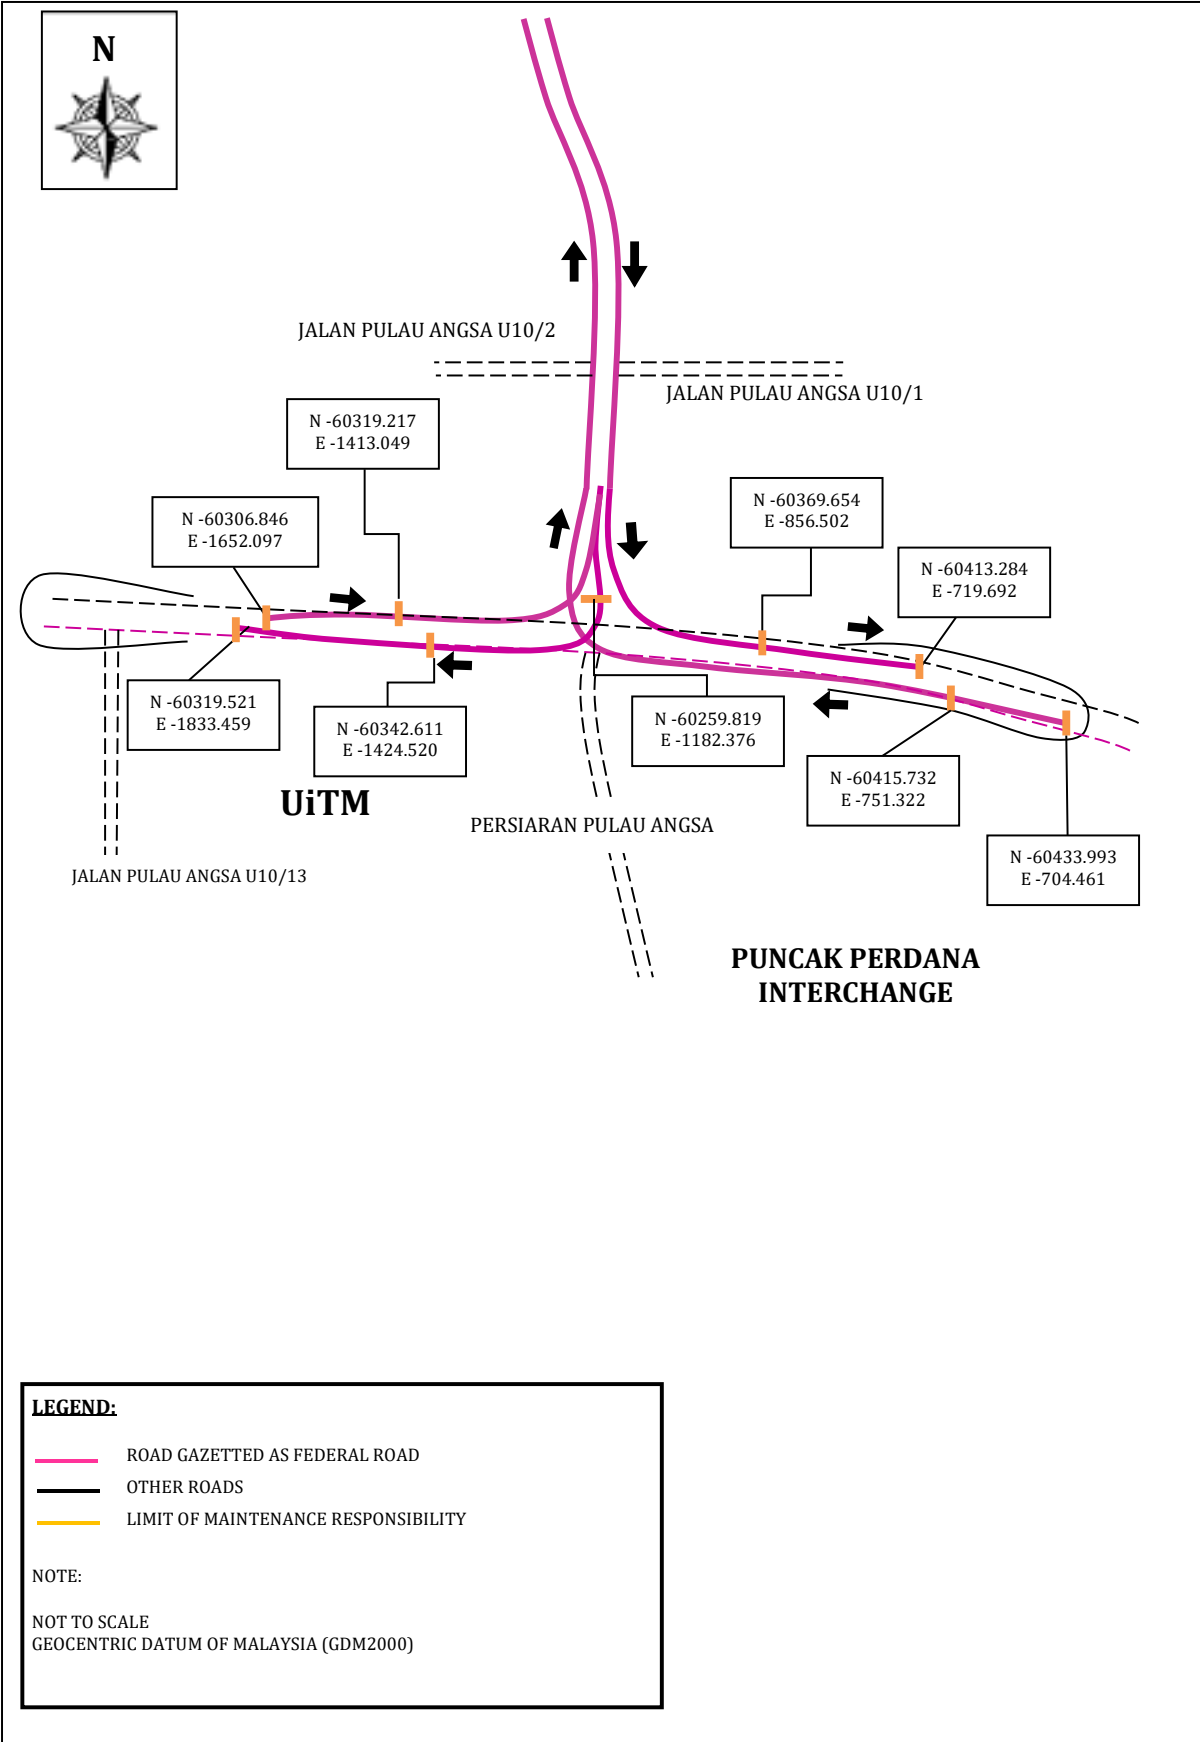 N
JALAN PULAU ANGSA U10/2
JALAN PULAU ANGSA U10/1
N -60319.217
E -1413.049
N -60369.654
E -856.502
N -60306.846
E -1652.097
N -60413.284
E -719.692
N -60319.521
E -1833.459
N -60342.611
E -1424.520
N -60259.819
E -1182.376
N -60415.732
E -751.322
UiTM
PERSIARAN PULAU ANGSA
N -60433.993
E -704.461
JALAN PULAU ANGSA U10/13
PUNCAK PERDANA
INTERCHANGE
LEGEND:
ROAD GAZETTED AS FEDERAL ROAD
OTHER ROADS
LIMIT OF MAINTENANCE RESPONSIBILITY
NOTE:
NOT TO SCALE
GEOCENTRIC DATUM OF MALAYSIA (GDM2000)